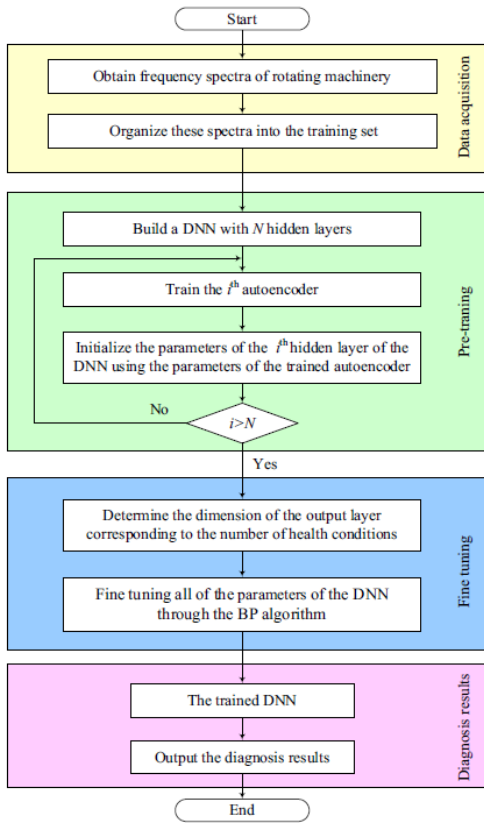 Start
Data acquisition
Obtain frequency spectra of rotating machinery
Organize these spectra into the training set
Pre-traning
Build a DNN with N hidden layers
Train the ith autoencoder
Initialize the parameters of the ith hidden layer of the
DNN using the parameters of the trained autoencoder
No
i>N
Yes
Fine tuning
Determine the dimension of the output layer
corresponding to the number of health conditions
Fine tuning all of the parameters of the DNN
through the BP algorithm
Diagnosis results
The trained DNN
Output the diagnosis results
End